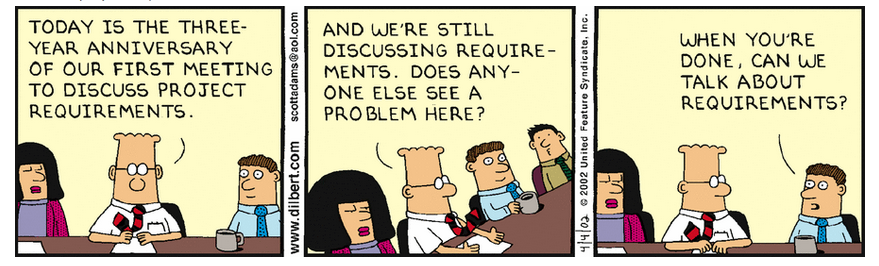 TODAY IS THE THREE-
YEAR ANNIVERSARY
OF OUR FIRST MEETING
TO DISCUSS PROJECT
REQUIREMENTS.
www.dilbert.com
scottadams@aol.com
AND WE'RE STILL
DISCUSSING REQUIRE-
MENTS. DOES ANY-
ONE ELSE SEE A
PROBLEM HERE?
4/4/02 © 2002 United Feature Syndicate, Inc.
WHEN YOU'RE
DONE, CAN WE
TALK ABOUT
REQUIREMENTS?